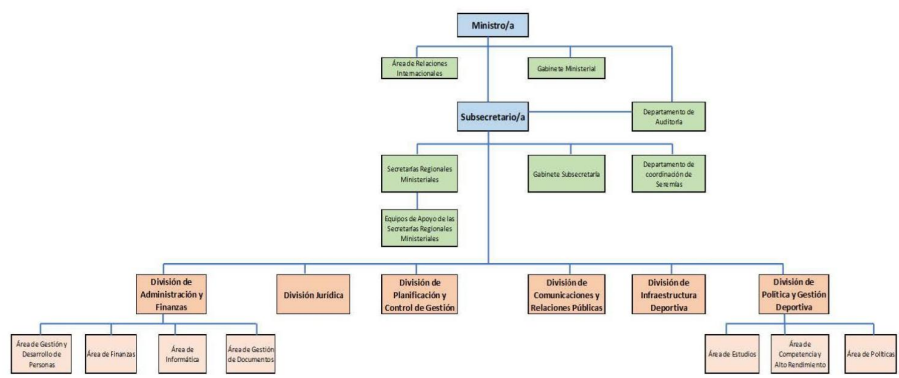 Ministro/a
Área de Relaciones
Internacionales
Gabinete Ministerial
Subsecretario/a
Departamento de
Auditoría
Secretarías Regionales
Ministeriales
Gabinete Subsecretaría
Departamento de
coordinación de
Seremías
Equipos de Apoyo de las
Secretarías Regionales
Ministeriales
División de
Administración y
Finanzas
División Jurídica
División de
Planificación y
Control de Gestión
División de
Comunicaciones y
Relaciones Públicas
División de
Infraestructura
Deportiva
División de
Política y Gestión
Deportiva
Área de Gestión y
Desarrollo de
Personas
Área de Finanzas
Área de
Informática
Área de Gestión
de Documentos
Área de Estudios
Área de
Competencia y
Alto Rendimiento
Área de Políticas